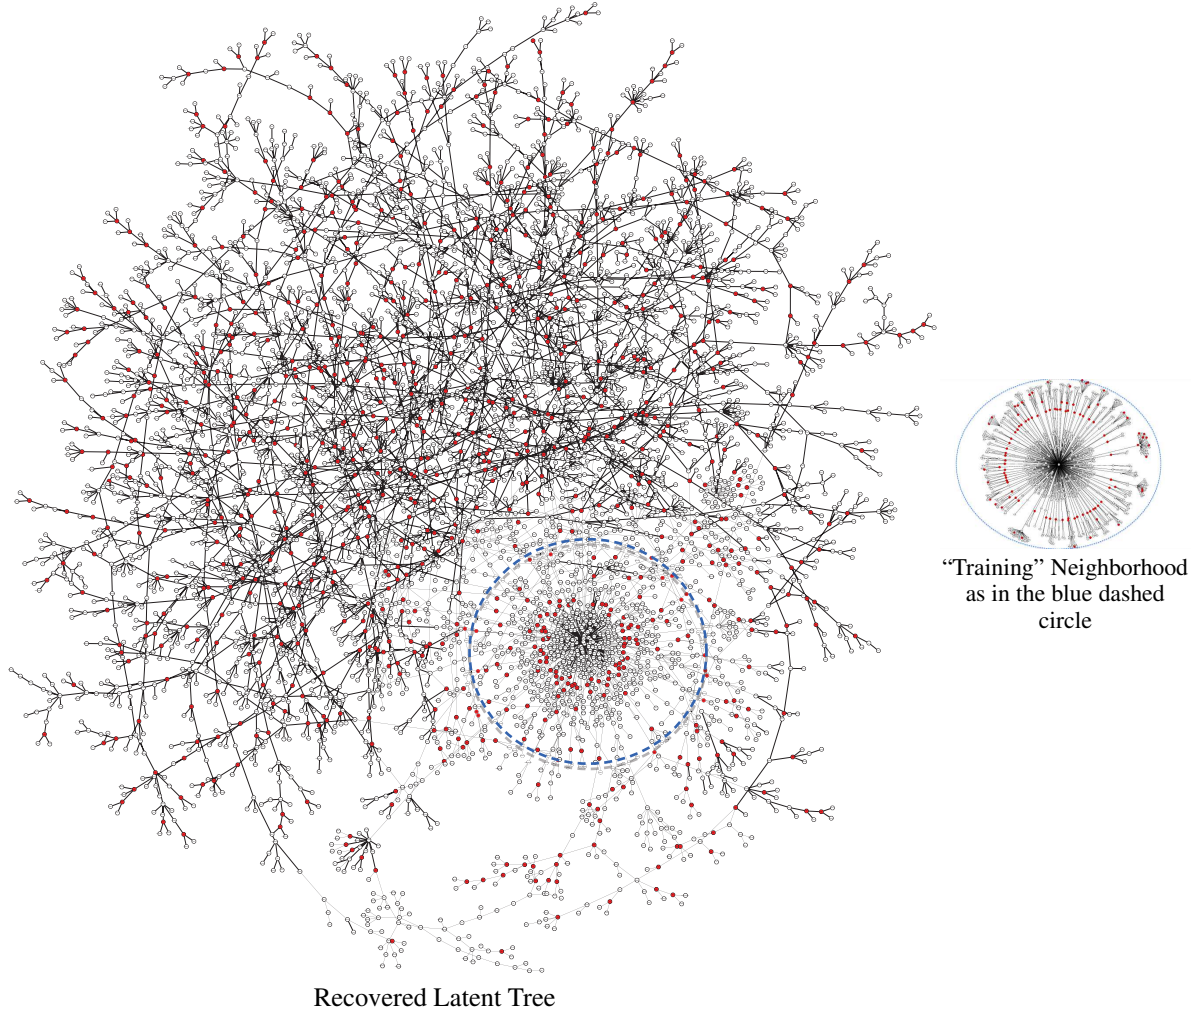 “Training” Neighborhood
as in the blue dashed
circle
Recovered Latent Tree